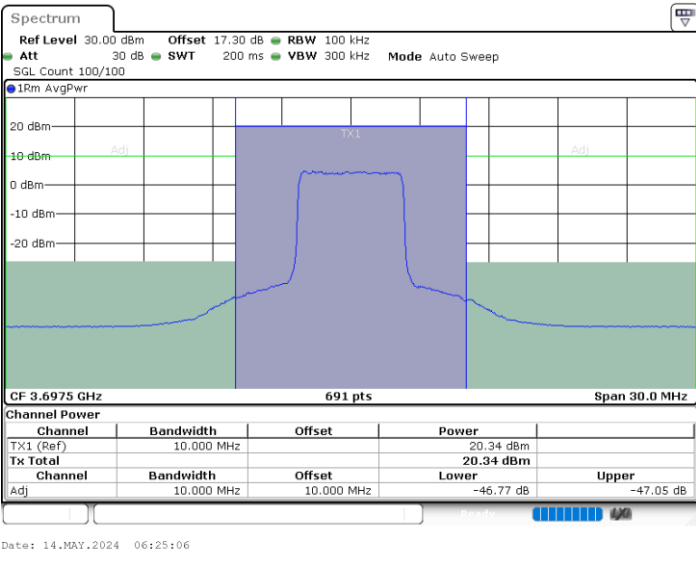 Spectrum
Ref Level 30.00 dBm Offset 17.30 dB RBW 100 kHz
Att 30 dB SWT 200 ms VBW 300 kHz Mode Auto Sweep
SGL Count 100/100
1Rm AvgPwr
20 dBm
TX1
Adj Adj
10 dBm
0 dBm
-10 dBm
-20 dBm
CF 3.6975 GHz 691 pts Span 30.0 MHz
Channel Power
Channel Bandwidth Offset Power
TX1 (Ref) 10.000 MHz 20.34 dBm
Tx Total 20.34 dBm
Channel Bandwidth Offset Lower Upper
Adj 10.000 MHz 10.000 MHz -46.77 dB -47.05 dB
Ready
Date: 14.MAY.2024 06:25:06